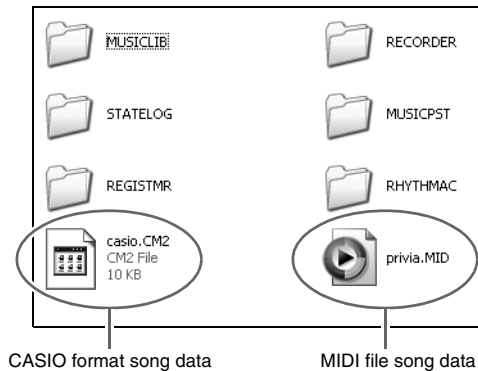 MUSICLIB
RECORDER
STATELOG
MUSICPST
REGISTMR
RHYTHMAC
casio.CM2
CM2 File
10 KB
privia.MID
CASIO format song data
MIDI file song data